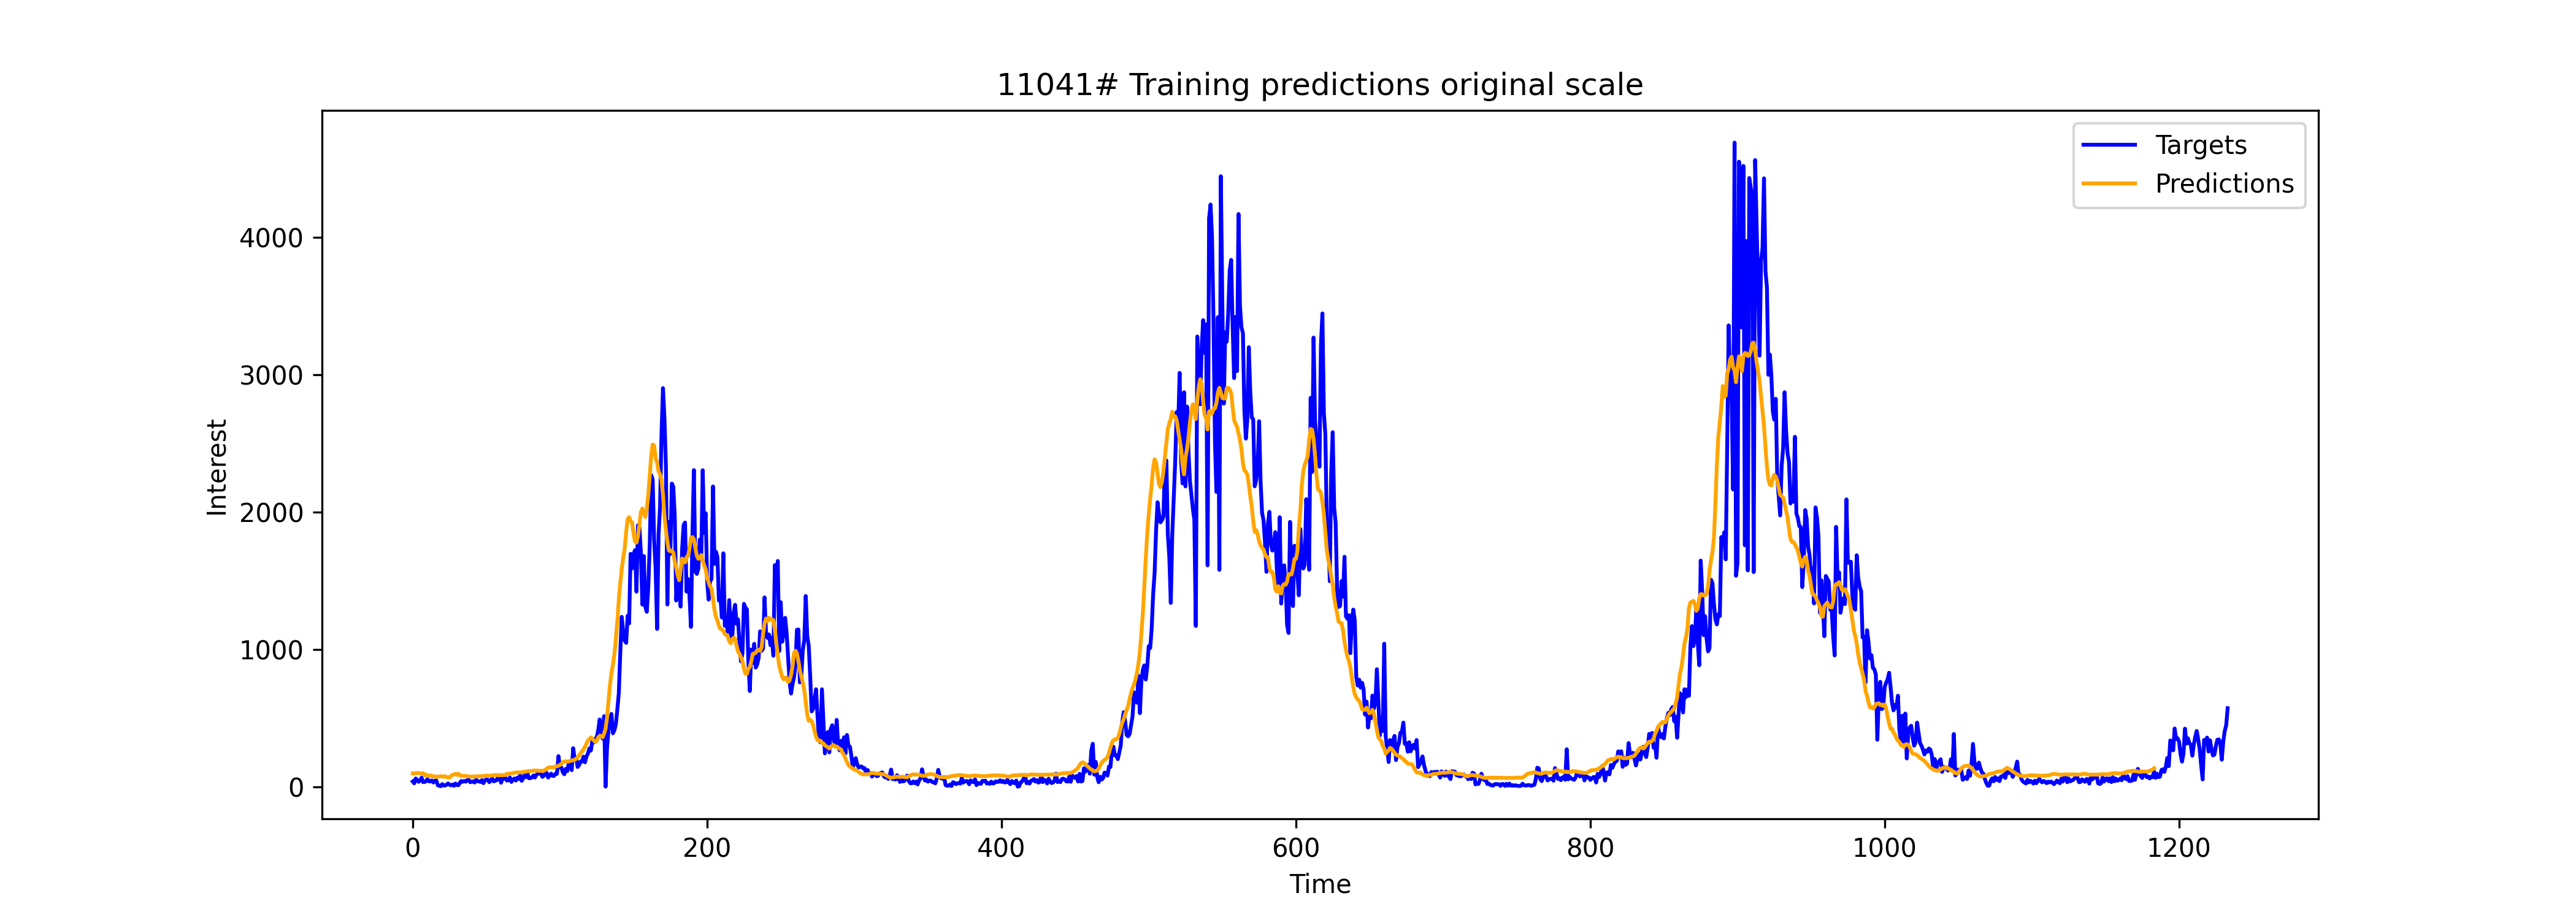 11041# Training predictions original scale
Targets
Predictions
4000
3000
2000
1000
0
Interest
0 200 400 600 800 1000 1200
Time